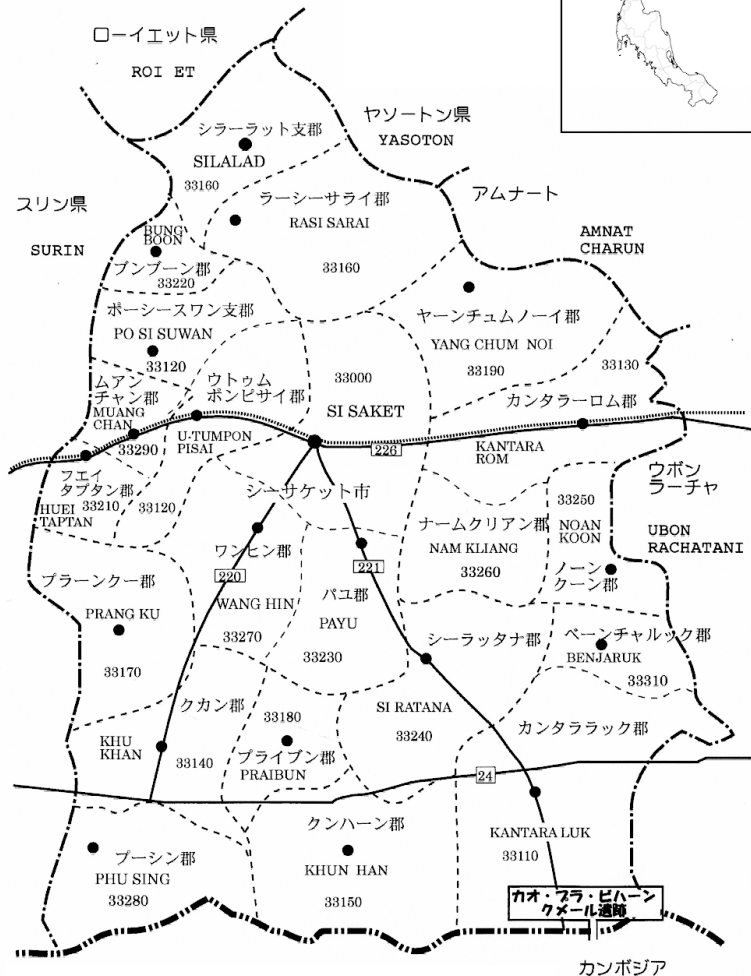 ローイエット県
ROI ET
ヤソートン県
YASOTON
シラーラット支郡
SILALAD
33160
スリン県
SURIN
ラーシーサライ郡
RASI SARAI
33160
アムナート
AMNAT
CHARUN
BUNG
BOON
ブンブーン郡
33220
ポーシースワン支郡
PO SI SUWAN
33120
ヤーンチュムノーイ郡
YANG CHUM NOI
33190
33130
ムアン
チャン郡
MUANG
CHAN
33290
ウトゥム
ポンピサイ郡
U-TUMPON
PISAI
33000
SI SAKET
カンタラーロム郡
KANTARA
ROM
226
フエイ
タプタン郡
33210
HUEI
TAPTAN
33120
シーサケット市
ウボン
ラーチャ
UBON
RACHATANI
ナームクリアン郡
NAM KLIANG
33260
33250
NOAN
KOON
ノーン
クーン郡
プラーンクー郡
PRANG KU
33170
ワンヒン郡
220
WANG HIN
33270
221
パユ郡
PAYU
33230
シーラッタナ郡
SI RATANA
33240
ベーンチャルック郡
BENJARUK
33310
クカン郡
KHU
KHAN
33140
33180
プライブン郡
PRAIBUN
カンタララック郡
24
KANTARA LUK
33110
プーシン郡
PHU SING
33280
クンハーン郡
KHUN HAN
33150
カオ・プラ・ビハーン
クメール遺跡
カンボジア